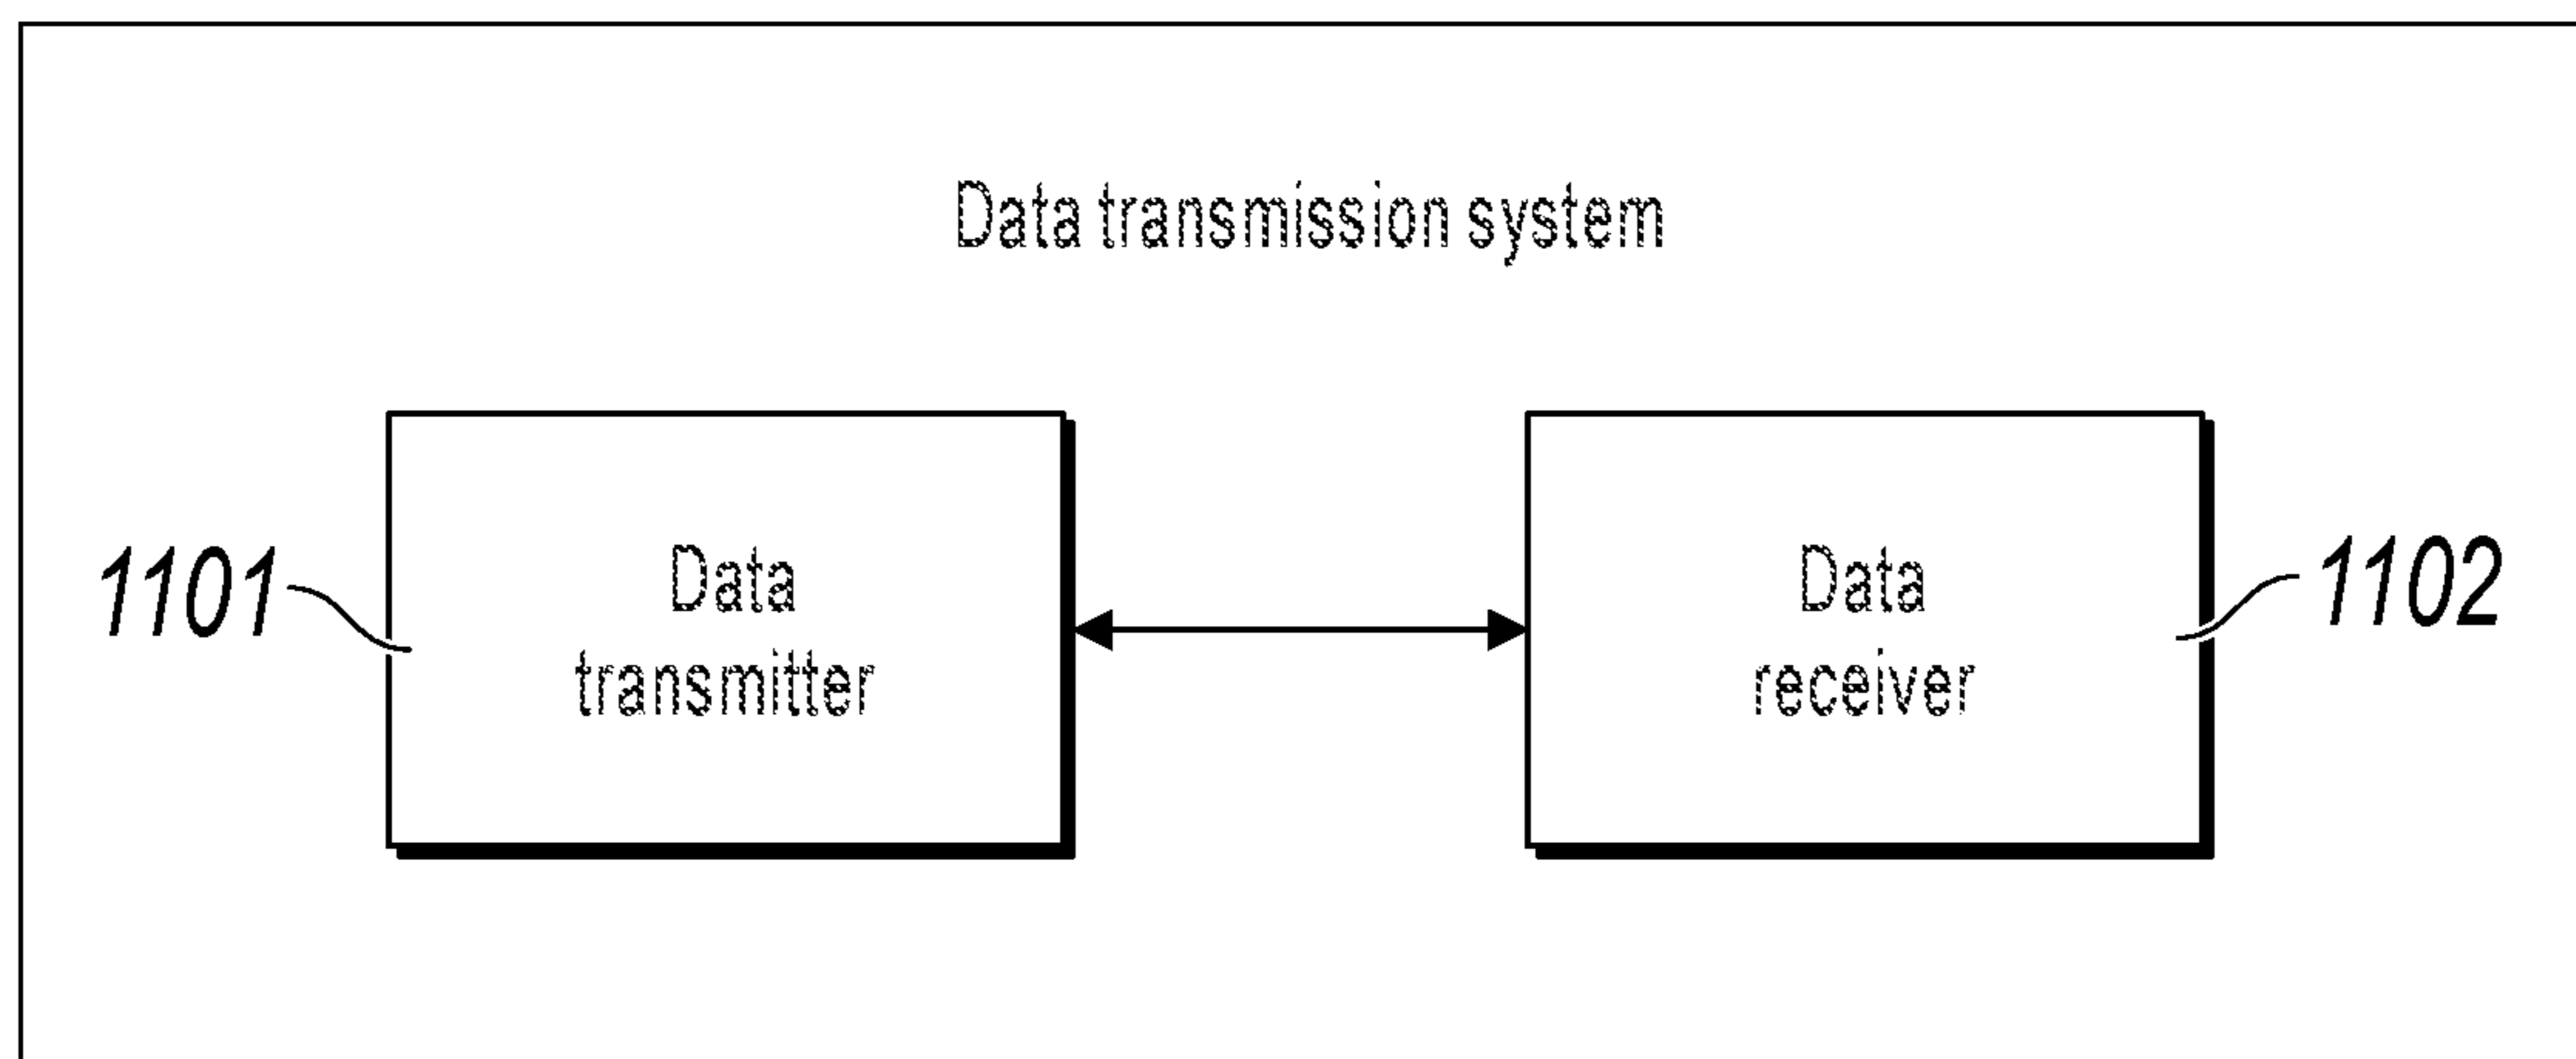 Data transmission system
1101
Data
transmitter
Data
receiver
1102